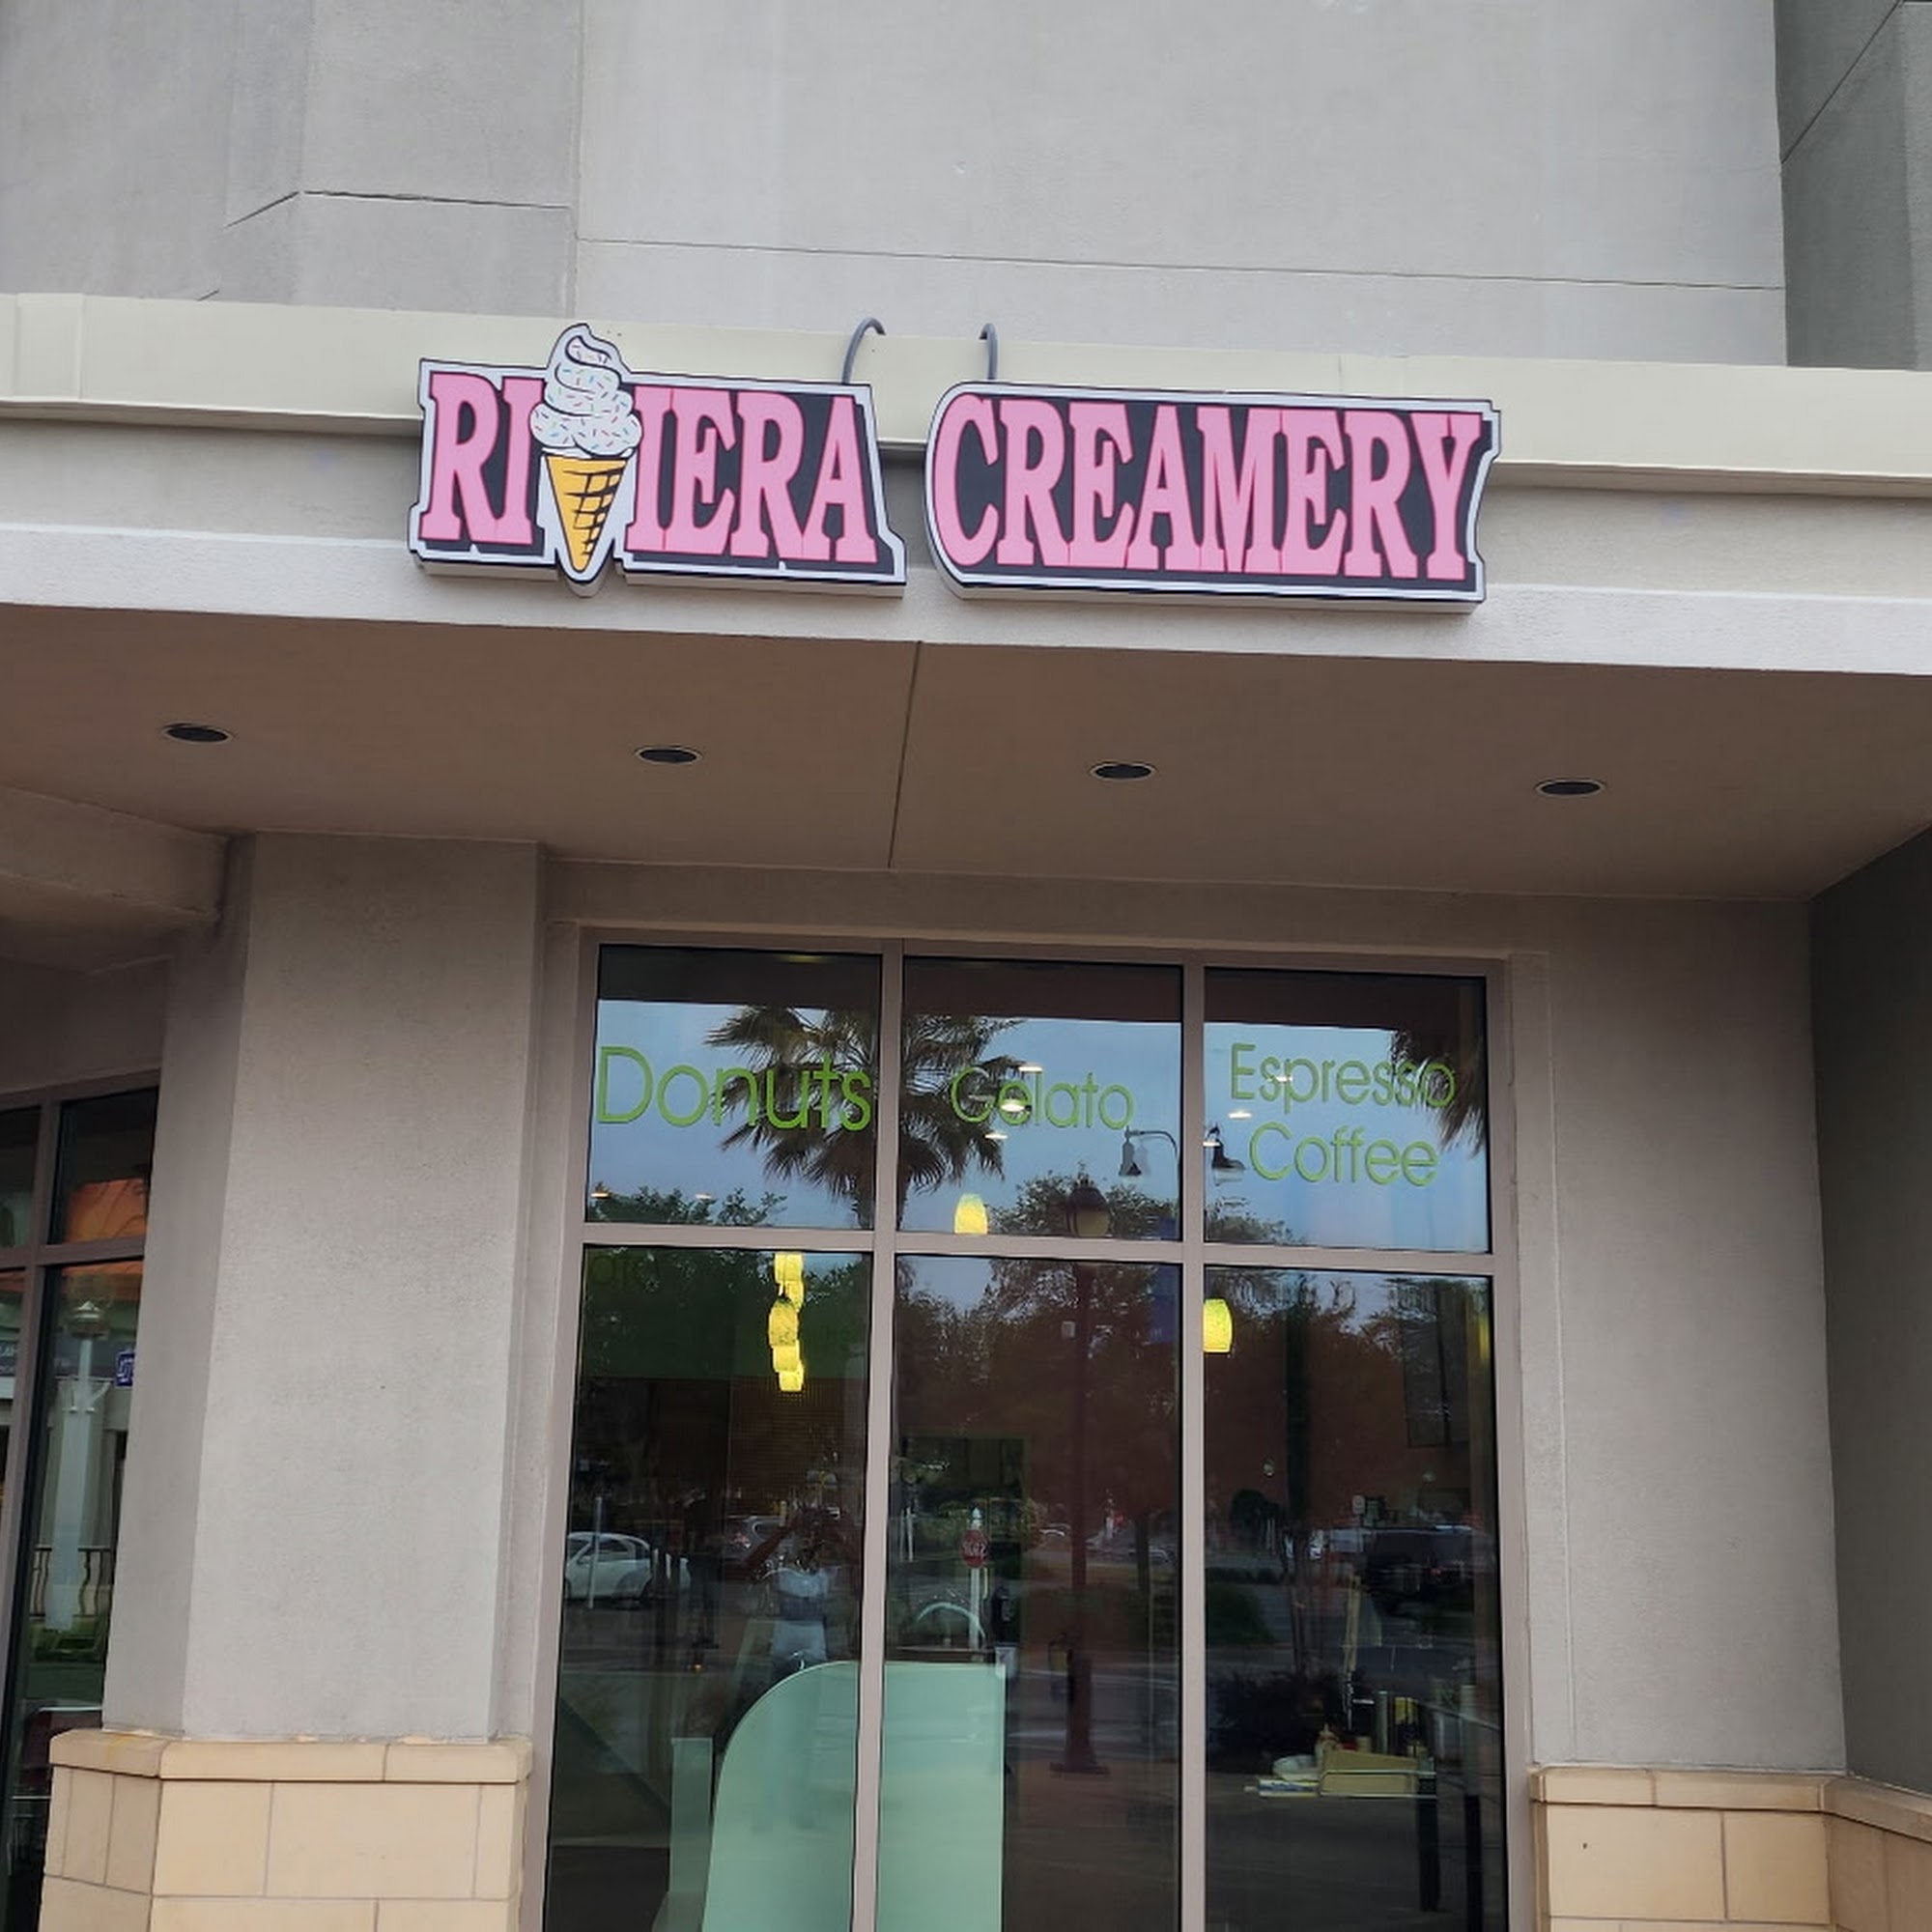 RIVIERA CREAMERY
Donuts
Gelato
Espresso
Coffee